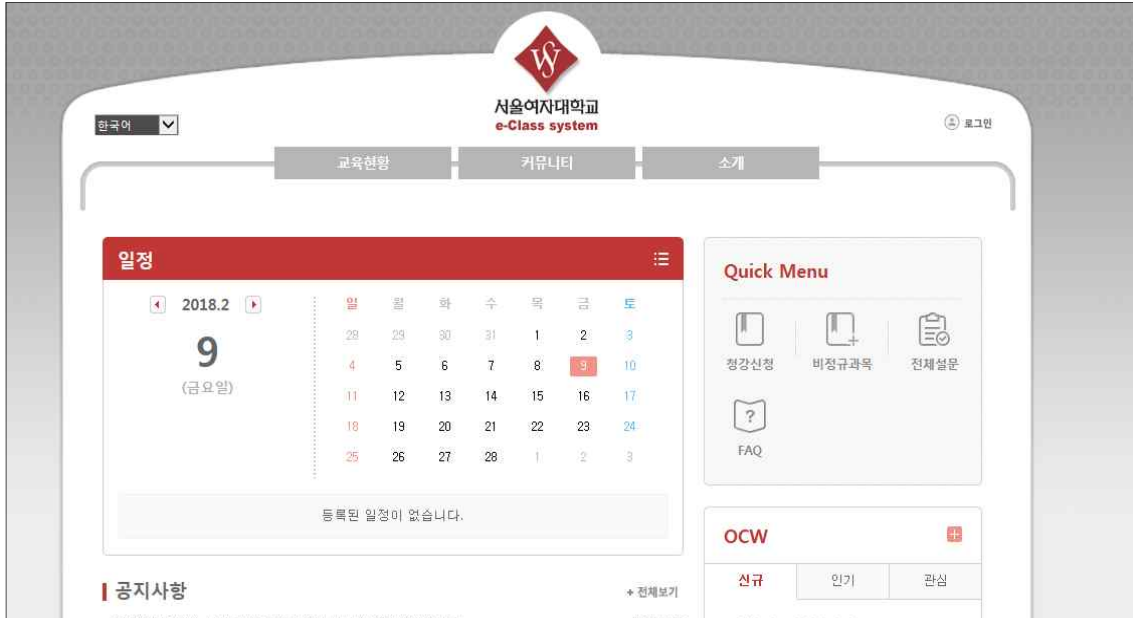 서울여자대학교
e-Class system
한국어
로그인
교육현황 커뮤니티 소개
일정
2018.2
9
(금요일)
일 월 화 수 목 금 토
28 29 30 31 1 2 3
4 5 6 7 8 9 10
11 12 13 14 15 16 17
18 19 20 21 22 23 24
25 26 27 28 1 2 3
등록된 일정이 없습니다.
Quick Menu
청강신청 비정규과목 전체설문
FAQ
OCW
신규 인기 관심
공지사항
+ 전체보기